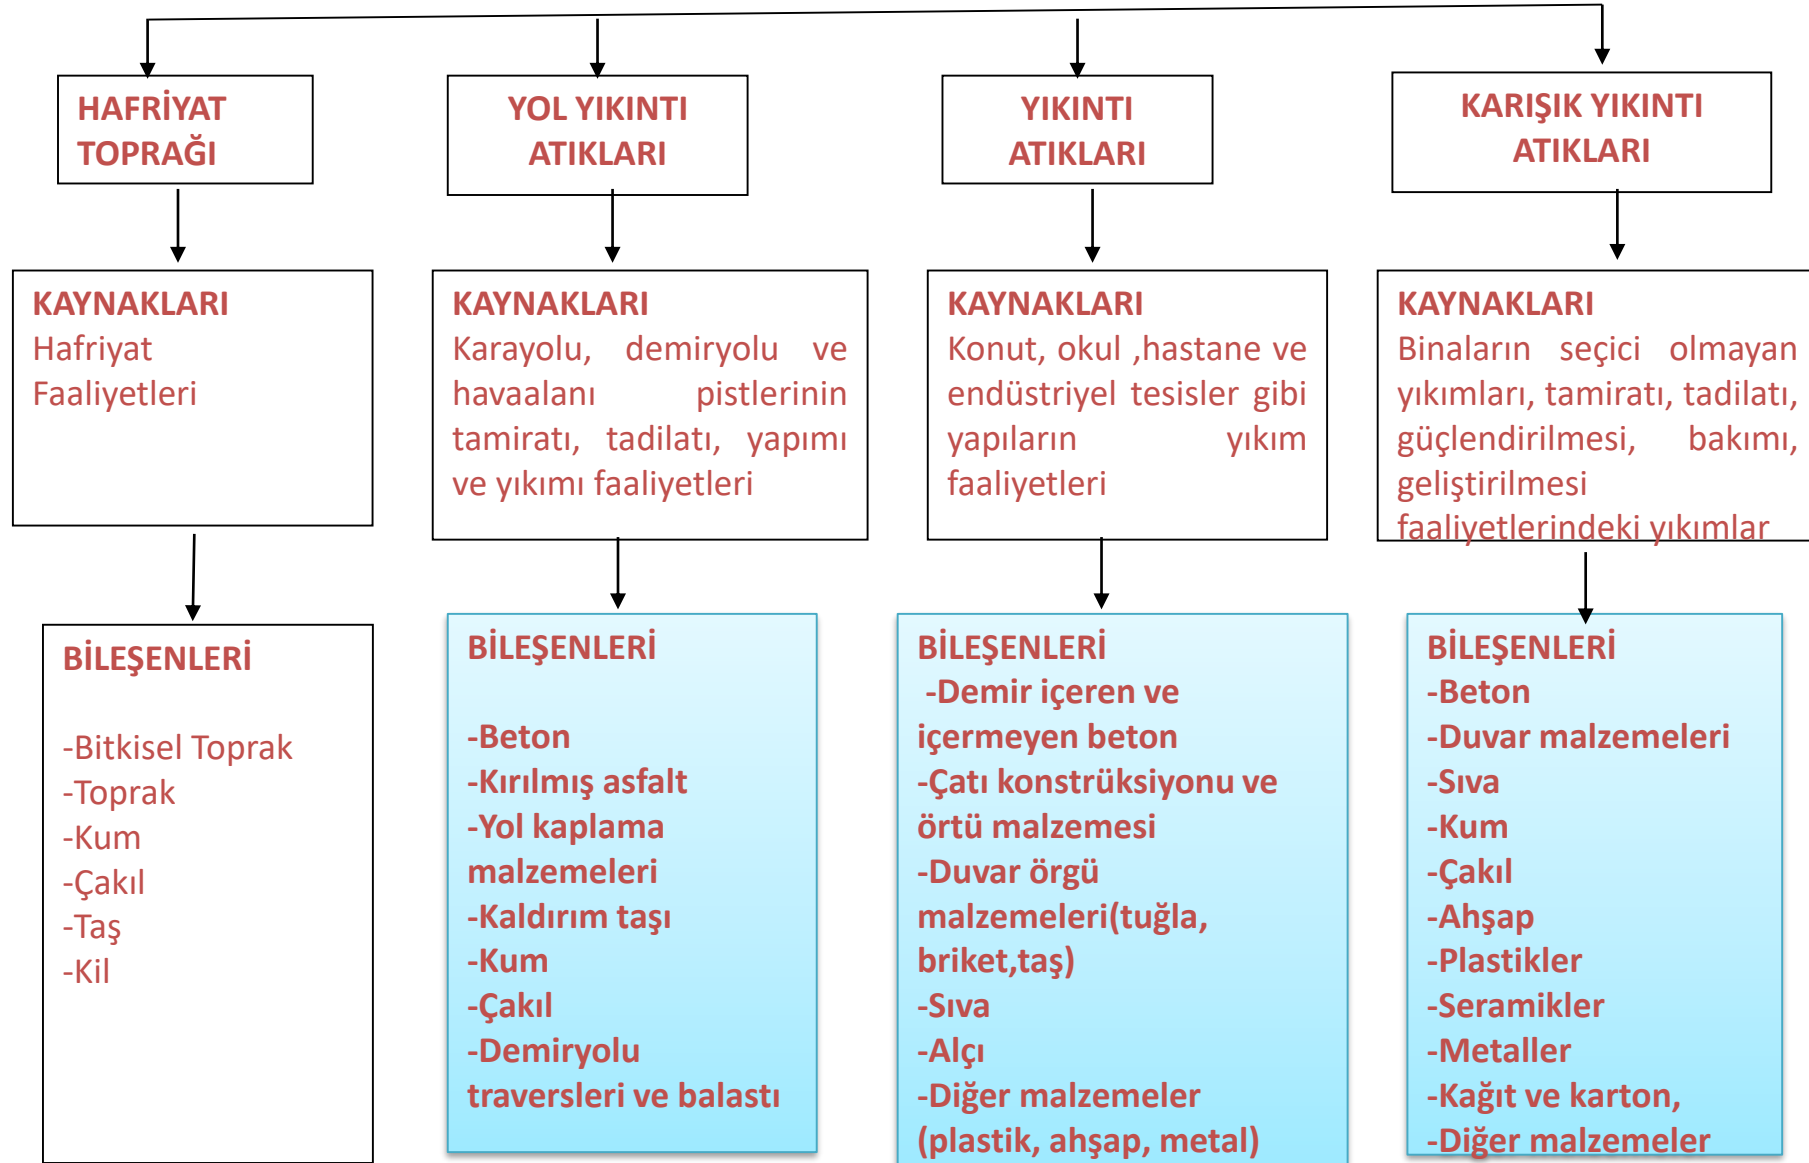 HAFRİYAT
TOPRAĞI
YOL YIKINTI
ATIKLARI
YIKINTI
ATIKLARI
KARIŞIK YIKINTI
ATIKLARI
KAYNAKLARI
Hafriyat
Faaliyetleri
KAYNAKLARI
Karayolu, demiryolu ve
havaalanı pistlerinin
tamiratı, tadilatı, yapımı
ve yıkımı faaliyetleri
KAYNAKLARI
Konut, okul ,hastane ve
endüstriyel tesisler gibi
yapıların yıkım
faaliyetleri
KAYNAKLARI
Binaların seçici olmayan
yıkımları, tamiratı, tadilatı,
güçlendirilmesi, bakımı,
geliştirilmesi
faaliyetlerindeki yıkımlar
BİLEŞENLERİ
-Bitkisel Toprak
-Toprak
-Kum
-Çakıl
-Taş
-Kil
BİLEŞENLERİ
-Beton
-Kırılmış asfalt
-Yol kaplama
malzemeleri
-Kaldırım taşı
-Kum
-Çakıl
-Demiryolu
traversleri ve balastı
BİLEŞENLERİ
-Demir içeren ve
içermeyen beton
-Çatı konstrüksiyonu ve
örtü malzemesi
-Duvar örgü
malzemeleri(tuğla,
briket,taş)
-Sıva
-Alçı
-Diğer malzemeler
(plastik, ahşap, metal)
BİLEŞENLERİ
-Beton
-Duvar malzemeleri
-Sıva
-Kum
-Çakıl
-Ahşap
-Plastikler
-Seramikler
-Metaller
-Kağıt ve karton,
-Diğer malzemeler